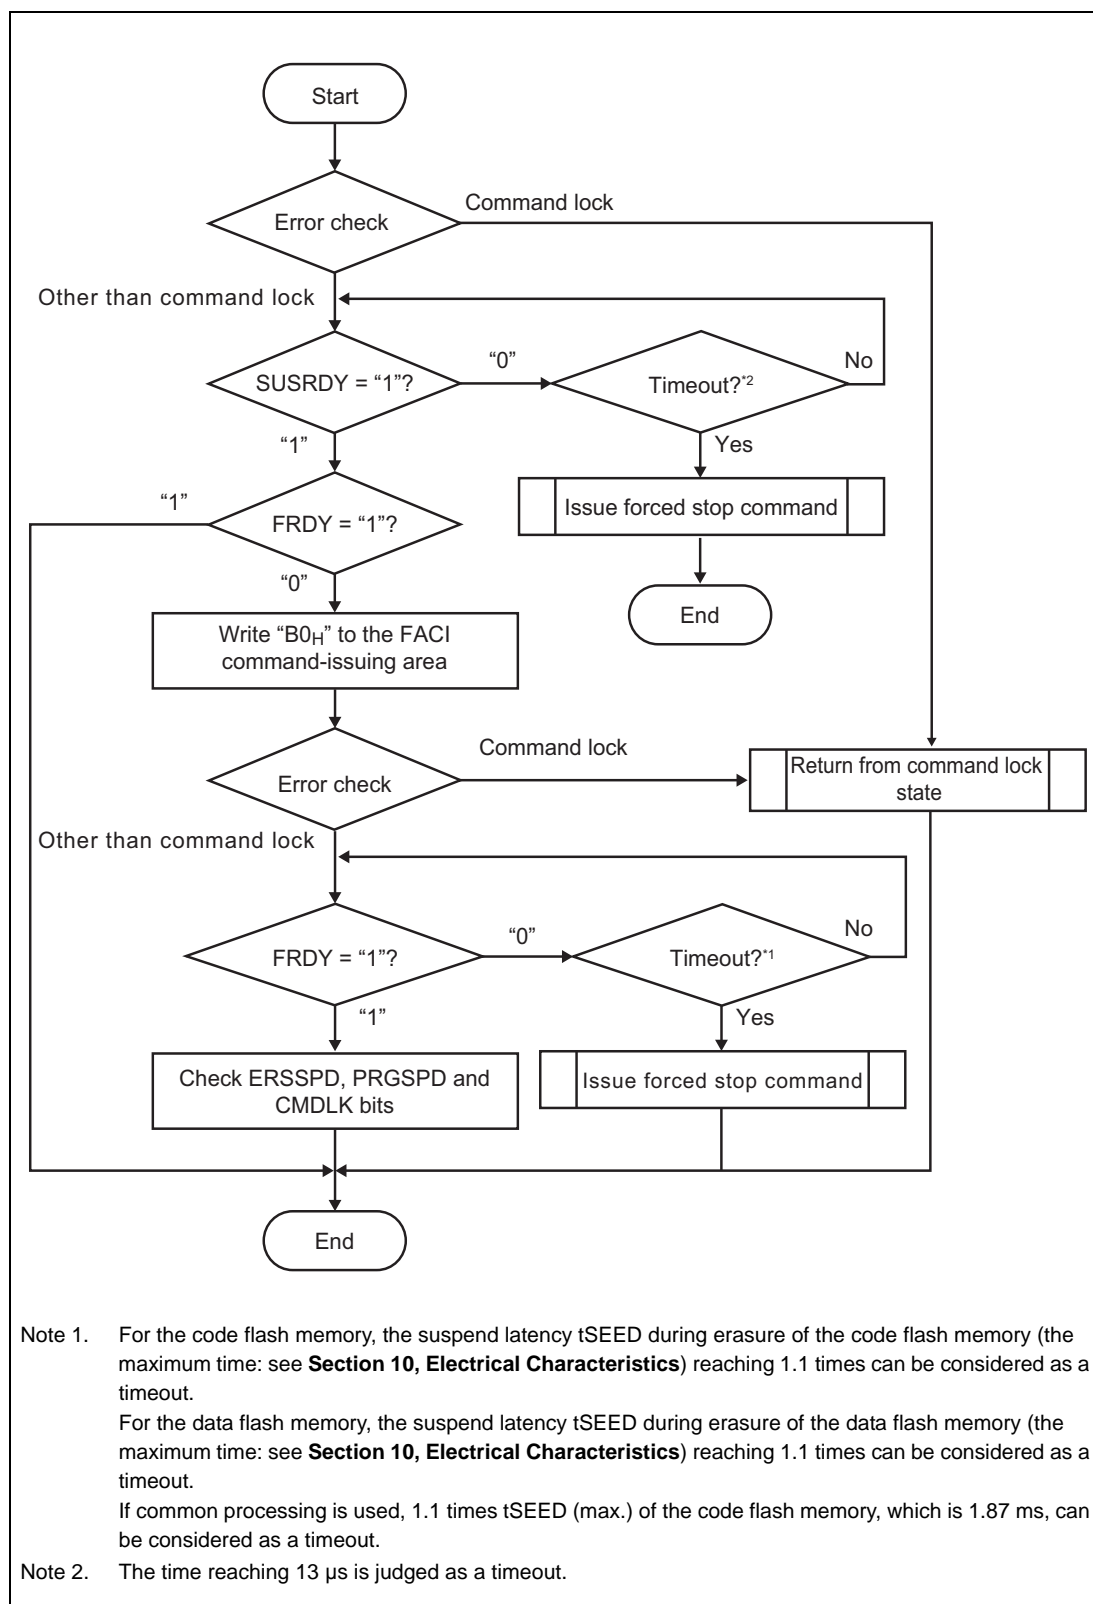 Start
Error check
Command lock
Other than command lock
SUSRDY = “1”?
“0”
Timeout?*2
No
“1”
Yes
Issue forced stop command
End
“1”
FRDY = “1”?
“0”
Write “B0H” to the FACI
command-issuing area
Error check
Command lock
Return from command lock
state
Other than command lock
FRDY = “1”?
“0”
Timeout?*1
No
“1”
Yes
Check ERSSPD, PRGSPD and
CMDLK bits
Issue forced stop command
End
Note 1. For the code flash memory, the suspend latency tSEED during erasure of the code flash memory (the
maximum time: see Section 10, Electrical Characteristics) reaching 1.1 times can be considered as a
timeout.
For the data flash memory, the suspend latency tSEED during erasure of the data flash memory (the
maximum time: see Section 10, Electrical Characteristics) reaching 1.1 times can be considered as a
timeout.
If common processing is used, 1.1 times tSEED (max.) of the code flash memory, which is 1.87 ms, can
be considered as a timeout.
Note 2. The time reaching 13 μs is judged as a timeout.